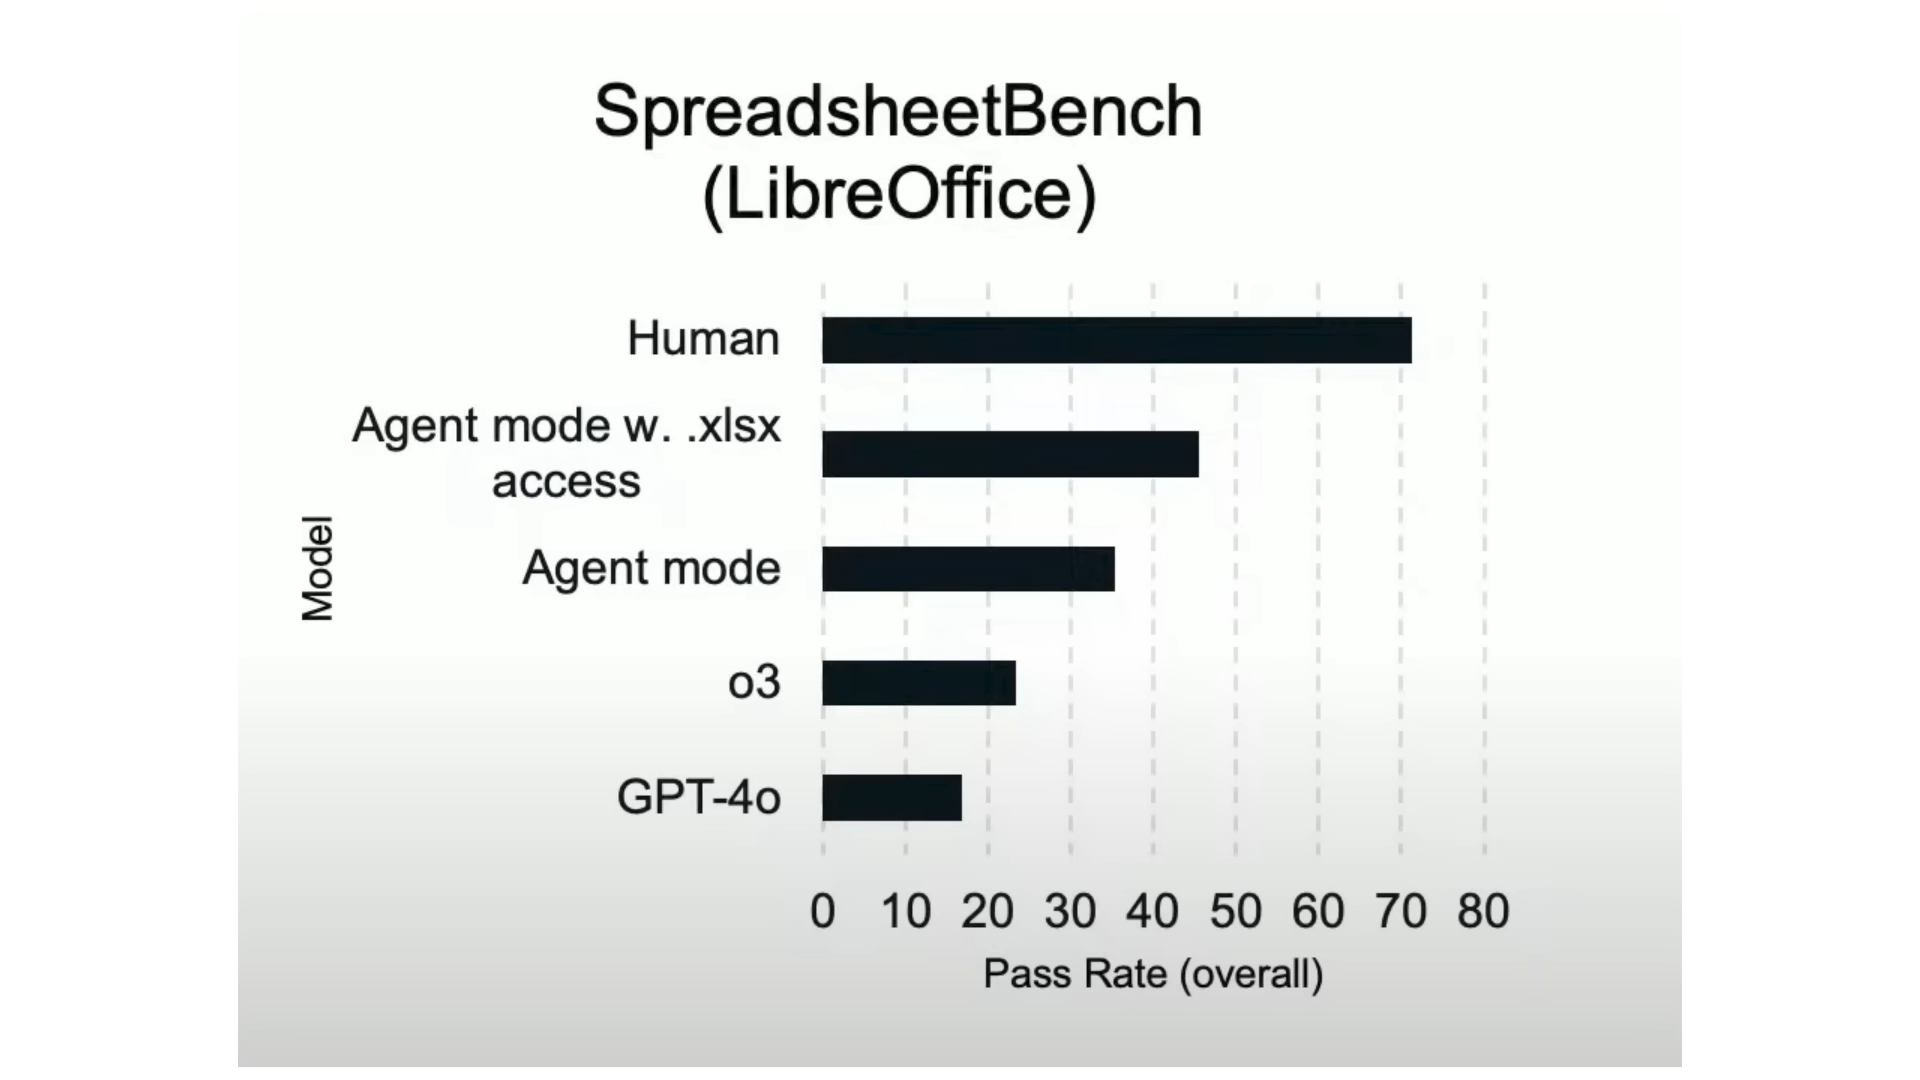 SpreadsheetBench
(LibreOffice)
Human
Agent mode w. .xlsx
access
Agent mode
o3
GPT-4o
Model
0 10 20 30 40 50 60 70 80
Pass Rate (overall)